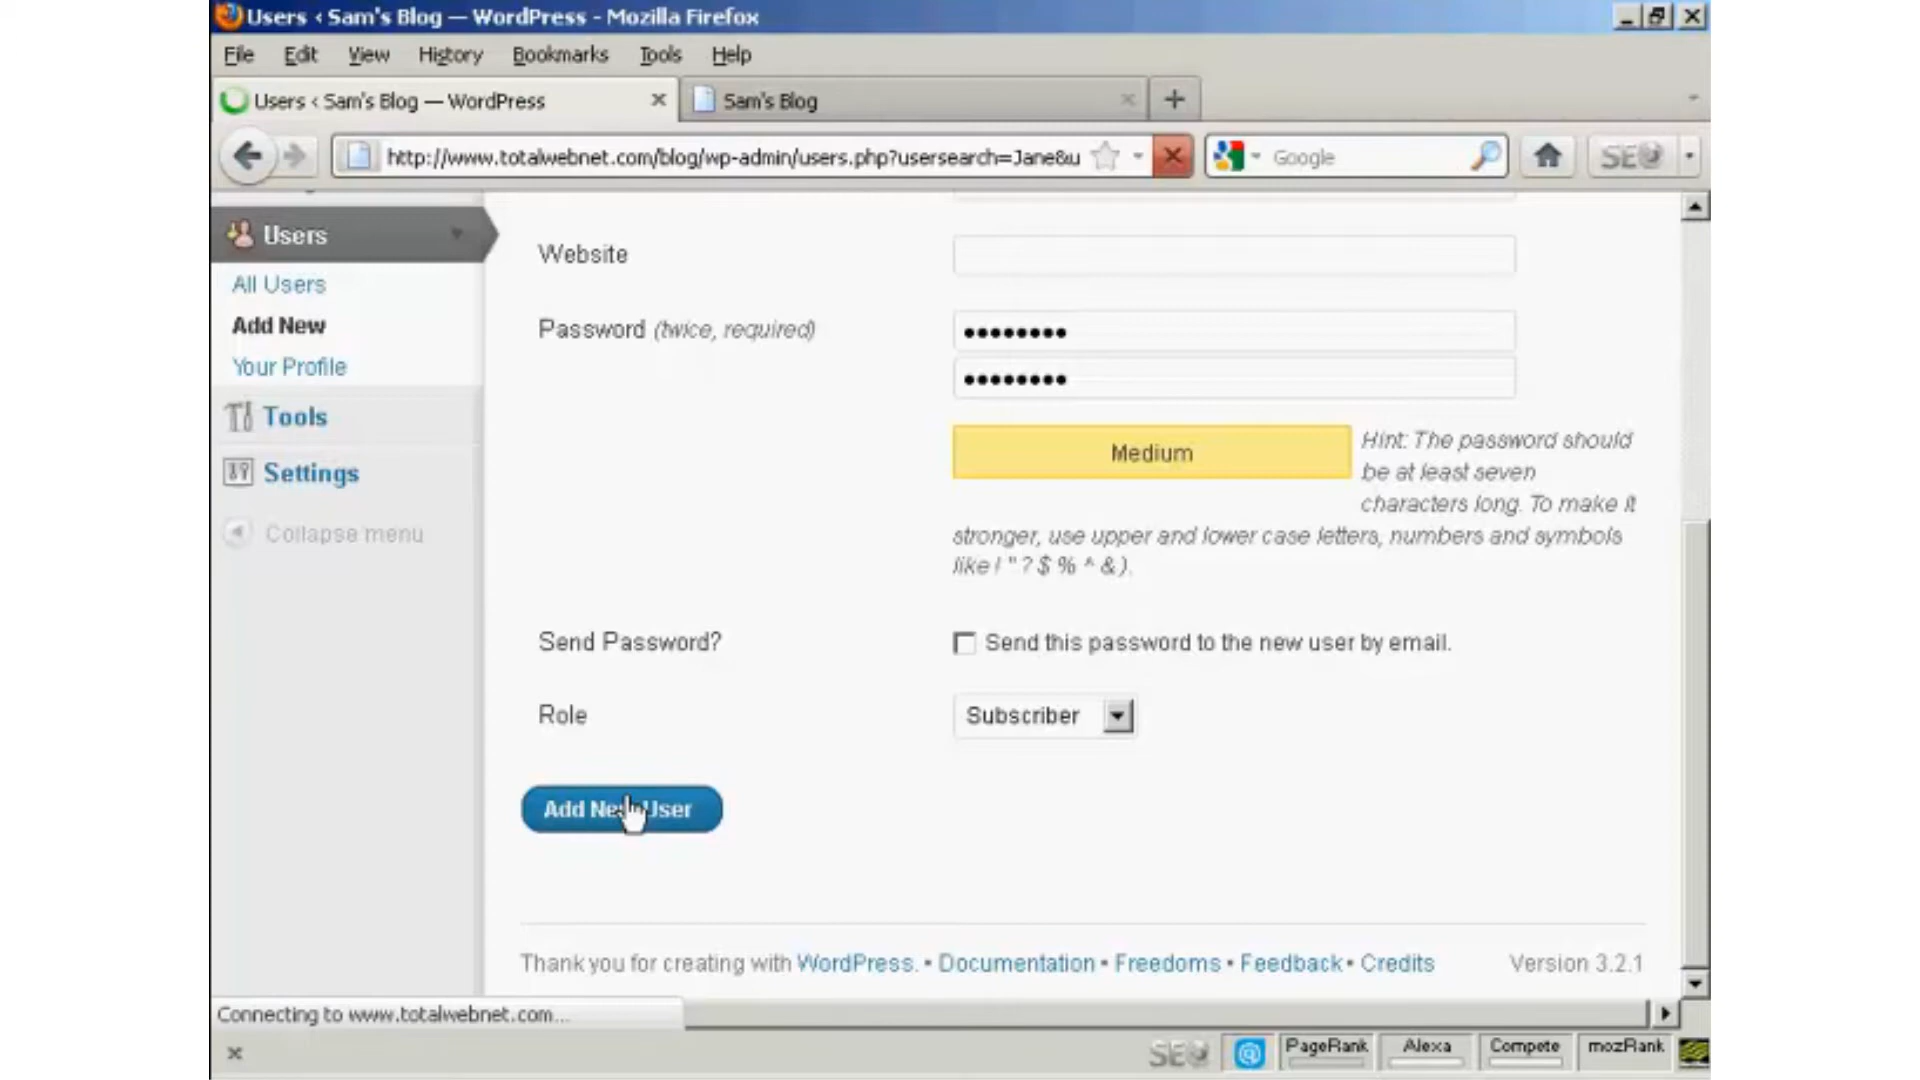 Users ‹ Sam's Blog — WordPress - Mozilla Firefox
File Edit View History Bookmarks Tools Help
Users ‹ Sam's Blog — WordPress
Sam's Blog
http://www.totalwebnet.com/blog/wp-admin/users.php?usersearch=Jane&u
Google
SEO
Users
All Users
Add New
Your Profile
Tools
Settings
Collapse menu
Website
Password (twice, required)
Medium
Hint: The password should
be at least seven
characters long. To make it
stronger, use upper and lower case letters, numbers and symbols
like ! " ? $ % ^ & ).
Send Password?
Send this password to the new user by email.
Role
Subscriber
Add New User
Thank you for creating with WordPress. • Documentation • Freedoms • Feedback • Credits
Version 3.2.1
Connecting to www.totalwebnet.com...
SEO
PageRank
Alexa
Compete
mozRank